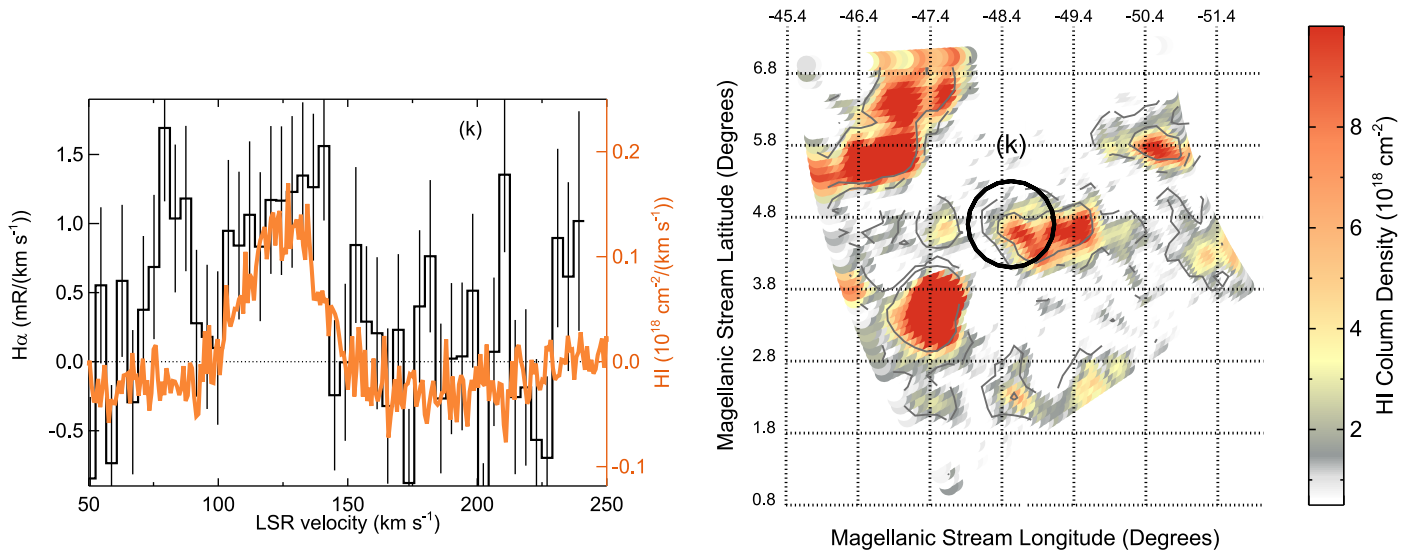 (k)
1.5
1.0
0.5
0.0
-0.5
Hα (mR/(km s⁻¹))
0.2
0.1
0.0
-0.1
HI (10¹⁸ cm⁻²/(km s⁻¹))
50 100 150 200 250
LSR velocity (km s⁻¹)
-45.4 -46.4 -47.4 -48.4 -49.4 -50.4 -51.4
6.8
5.8
4.8
3.8
2.8
1.8
0.8
Magellanic Stream Latitude (Degrees)
(k)
Magellanic Stream Longitude (Degrees)
8
6
4
2
HI Column Density (10¹⁸ cm⁻²)